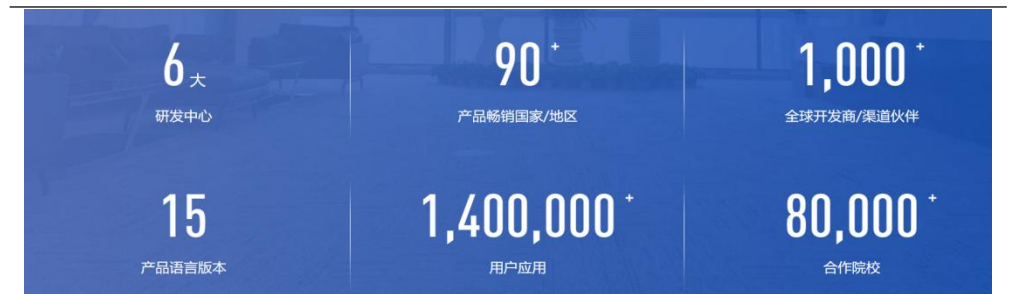 6大
90+
1,000+
研发中心
产品畅销国家/地区
全球开发商/渠道伙伴
15
1,400,000+
80,000+
产品语言版本
用户应用
合作院校